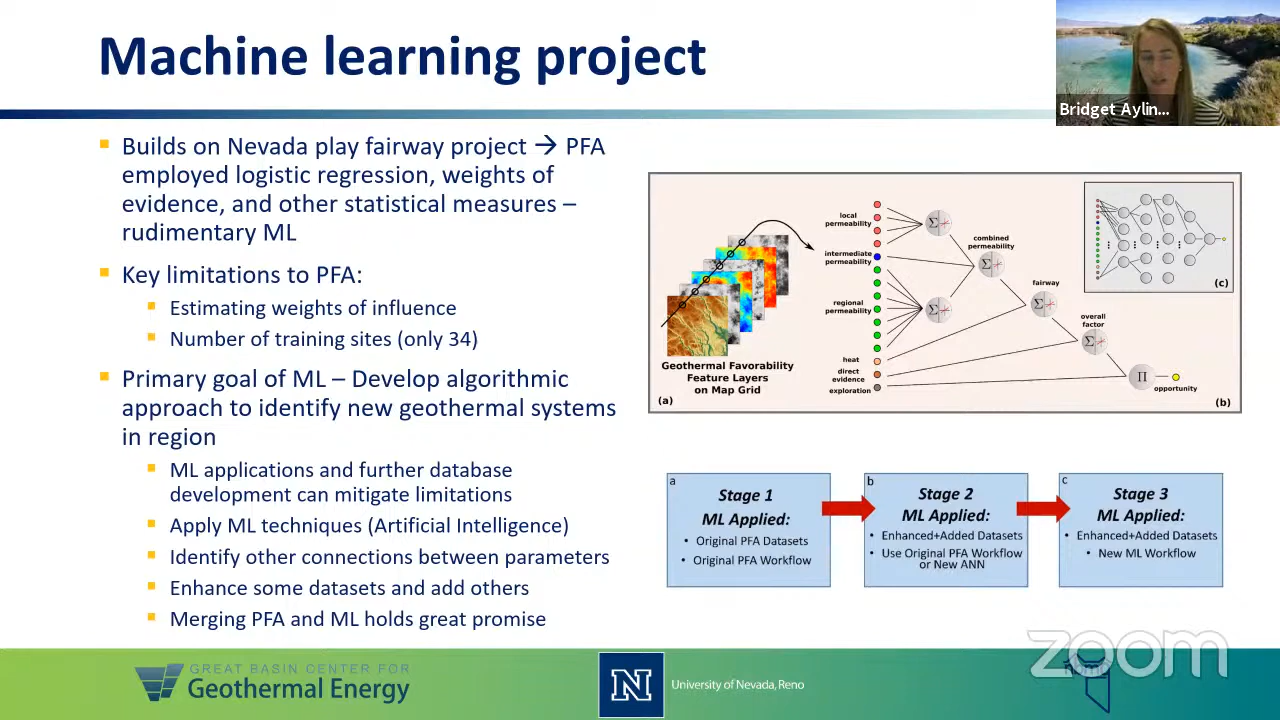 Machine learning project
Bridget Aylin...
Builds on Nevada play fairway project → PFA
employed logistic regression, weights of
evidence, and other statistical measures –
rudimentary ML
Key limitations to PFA:
Estimating weights of influence
Number of training sites (only 34)
Primary goal of ML – Develop algorithmic
approach to identify new geothermal systems
in region
ML applications and further database
development can mitigate limitations
Apply ML techniques (Artificial Intelligence)
Identify other connections between parameters
Enhance some datasets and add others
Merging PFA and ML holds great promise
Geothermal Favorability
Feature Layers
on Map Grid
(a)
local
permeability
intermediate
permeability
regional
permeability
heat
direct
evidence
exploration
Σ
Σ
combined
permeability
Σ
fairway
Σ
overall
factor
Σ
Π
opportunity
(b)
(c)
a
Stage 1
ML Applied:
• Original PFA Datasets
• Original PFA Workflow
b
Stage 2
ML Applied:
• Enhanced+Added Datasets
• Use Original PFA Workflow
or New ANN
c
Stage 3
ML Applied:
• Enhanced+Added Datasets
• New ML Workflow
GREAT BASIN CENTER FOR
Geothermal Energy
N
University of Nevada, Reno
zoom